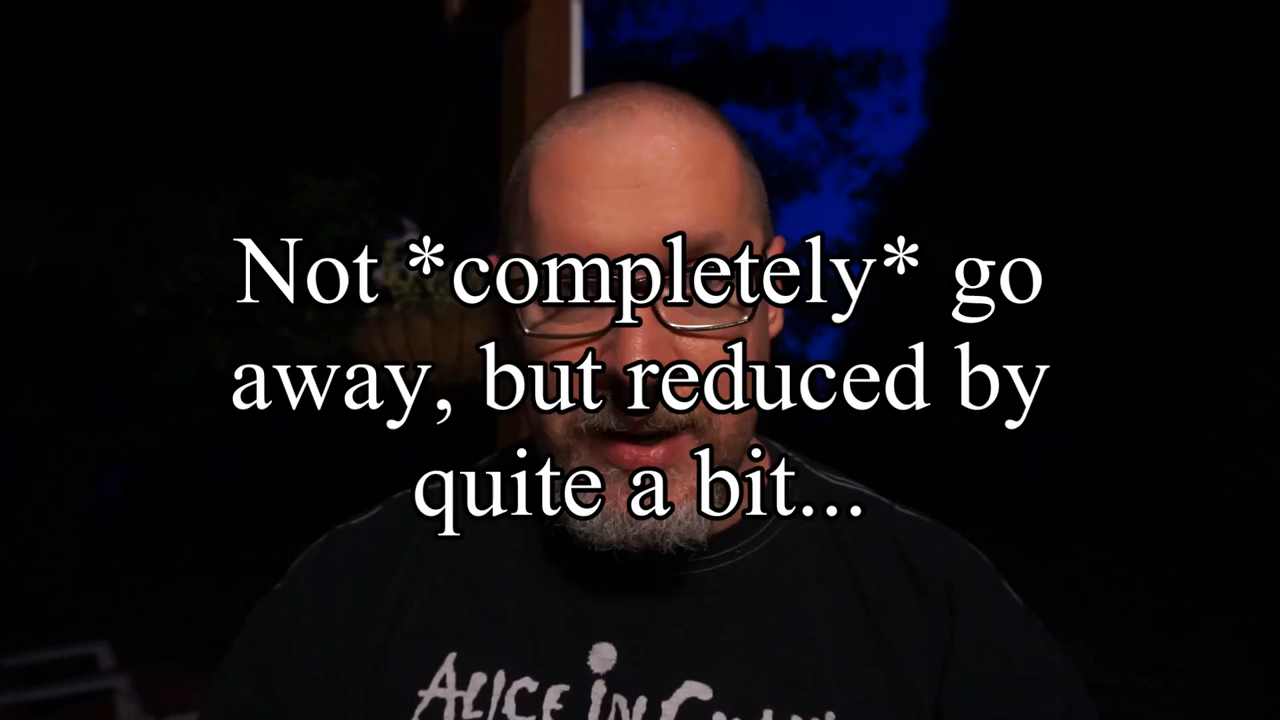 Not *completely* go
away, but reduced by
quite a bit...
ALICE IN